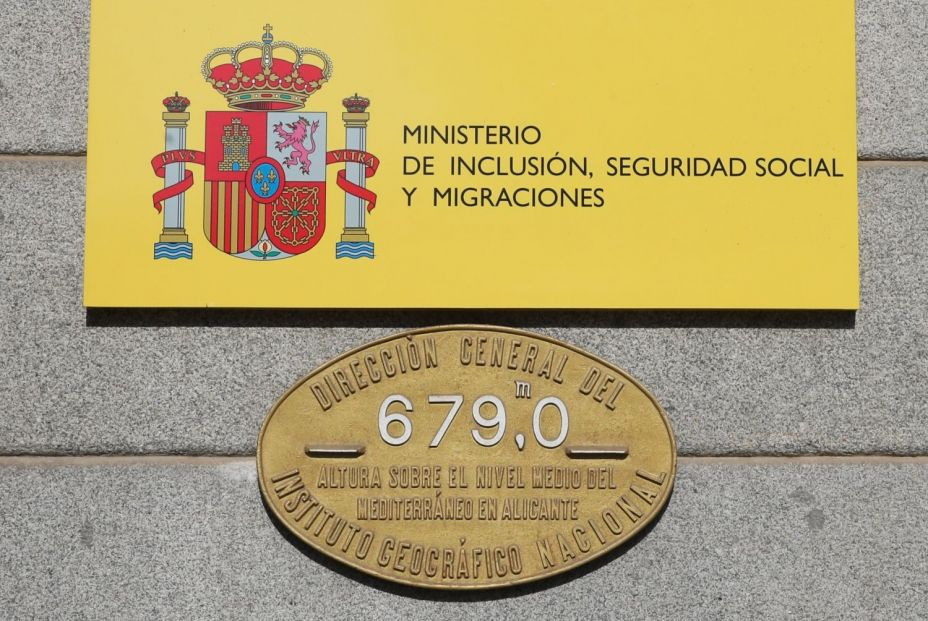 PLVS VLTRA
MINISTERIO
DE INCLUSIÓN, SEGURIDAD SOCIAL
Y MIGRACIONES
DIRECCIÒN GENERAL DEL
679,0 m
ALTURA SOBRE EL NIVEL MEDIO DEL
MEDITERRÁNEO EN ALICANTE
INSTITUTO GEOGRÁFICO NACIONAL